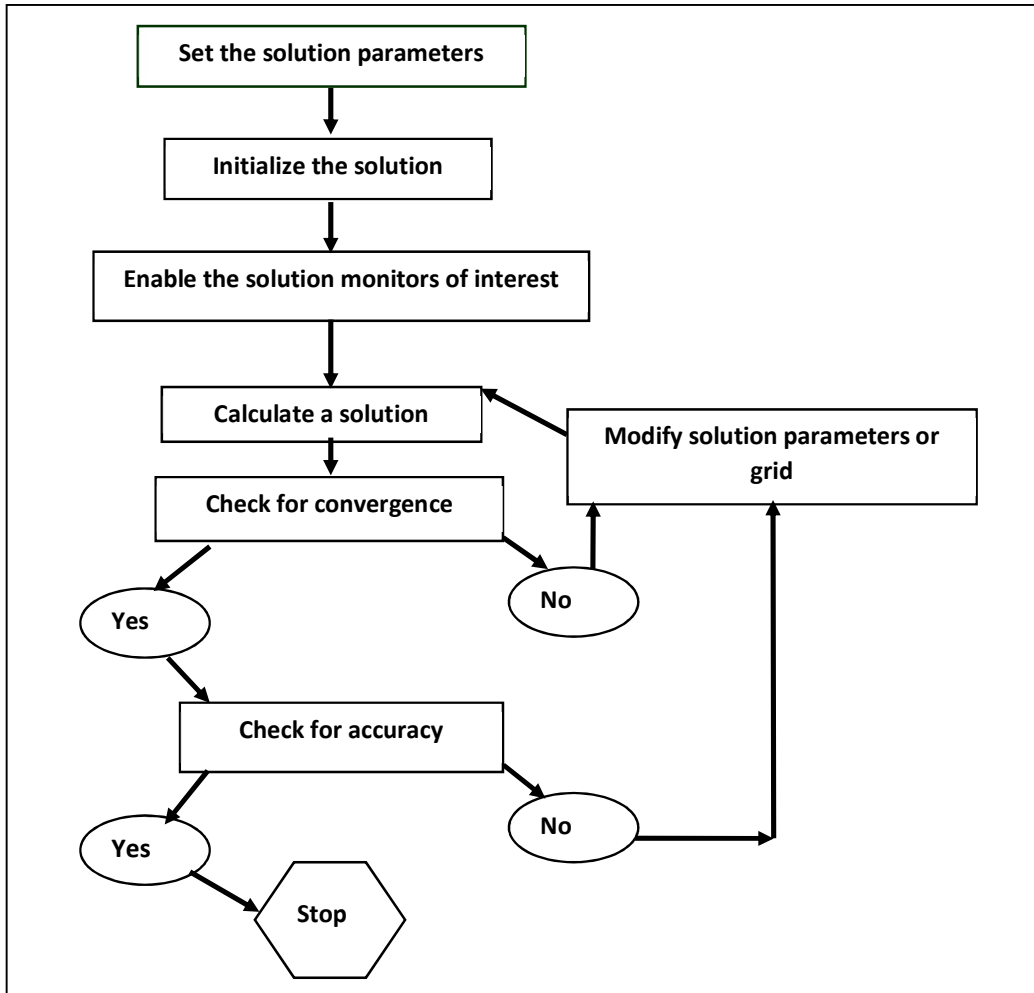 Set the solution parameters
Initialize the solution
Enable the solution monitors of interest
Calculate a solution
Modify solution parameters or
grid
Check for convergence
Yes
No
Check for accuracy
Yes
No
Stop